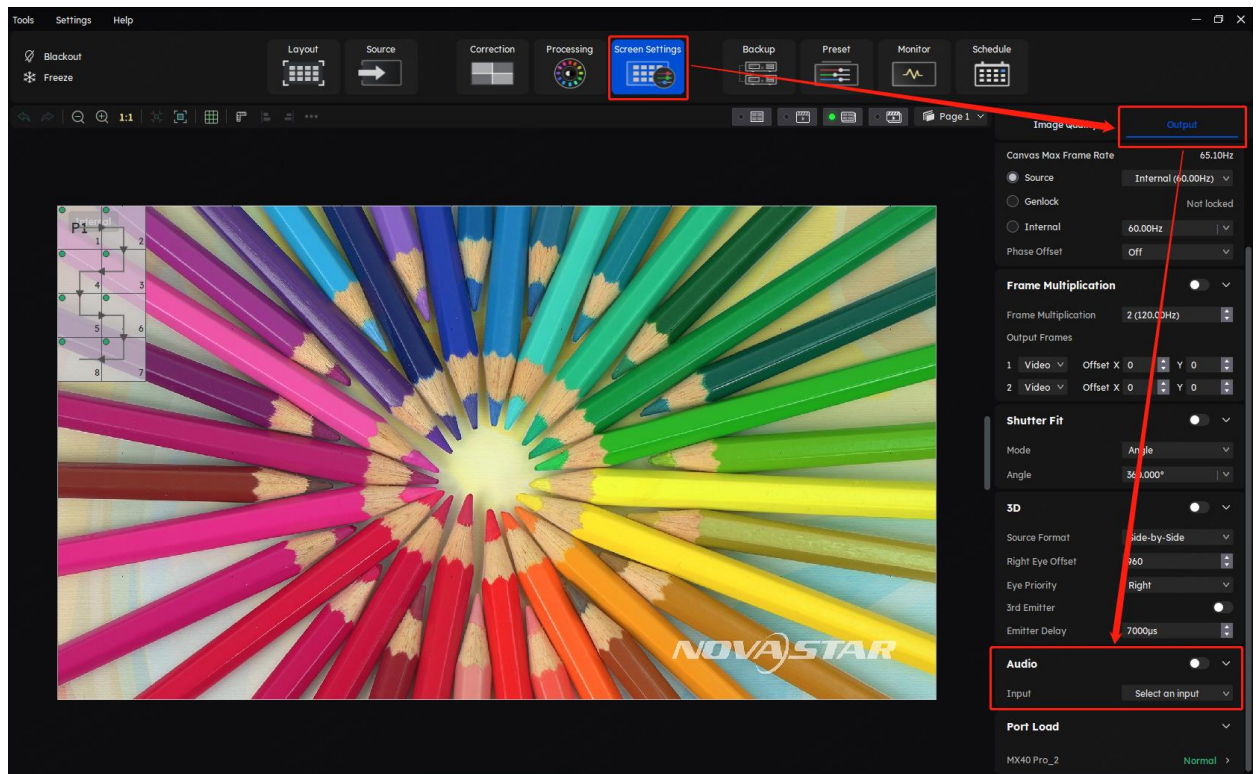 Tools Settings Help
Blackout
Freeze
Layout Source Correction Processing Screen Settings Backup Preset Monitor Schedule
1:1 Page 1
Output
Canvas Max Frame Rate 65.10Hz
Source Internal (60.00Hz)
Genlock Not locked
Internal 60.00Hz
Phase Offset Off
Frame Multiplication
Frame Multiplication 2 (120.00Hz)
Output Frames
1 Video Offset X 0 Y 0
2 Video Offset X 0 Y 0
Shutter Fit
Mode Angle
Angle 360.000°
3D
Source Format Side-by-Side
Right Eye Offset 960
Eye Priority Right
3rd Emitter
Emitter Delay 7000μs
Audio
Input Select an input
Port Load
MX40 Pro_2 Normal
P1
1 2
4 3
5 6
8 7
NOVASTAR